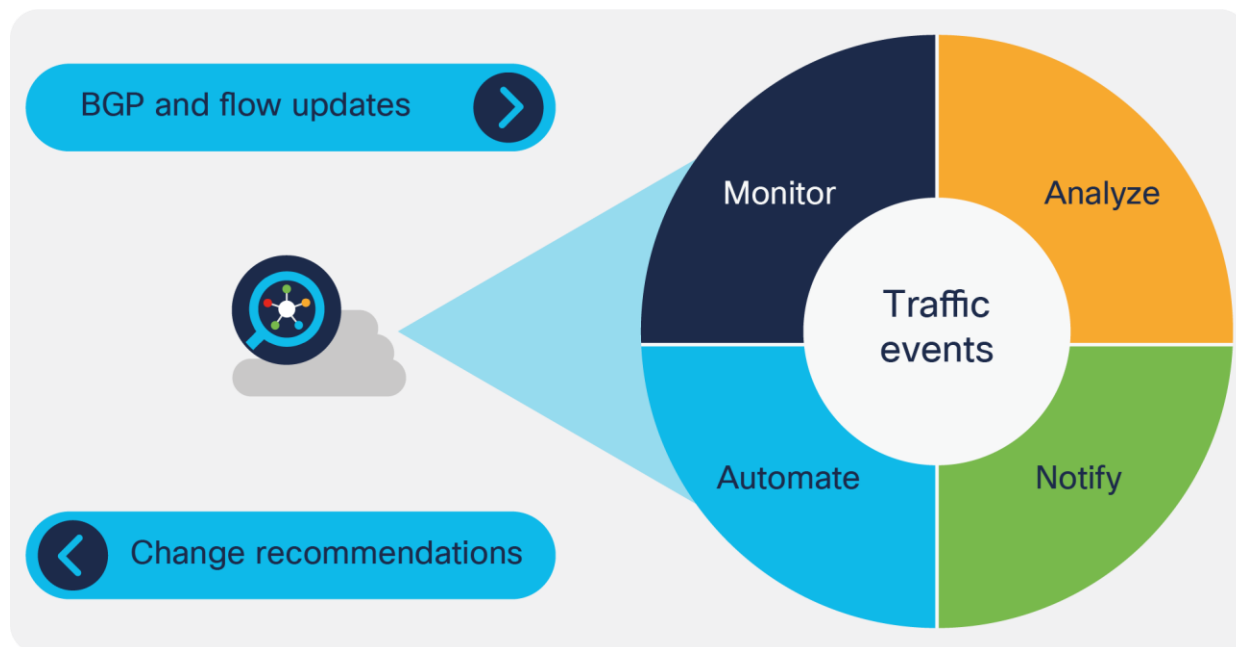 BGP and flow updates
Monitor
Analyze
Traffic
events
Automate
Notify
Change recommendations